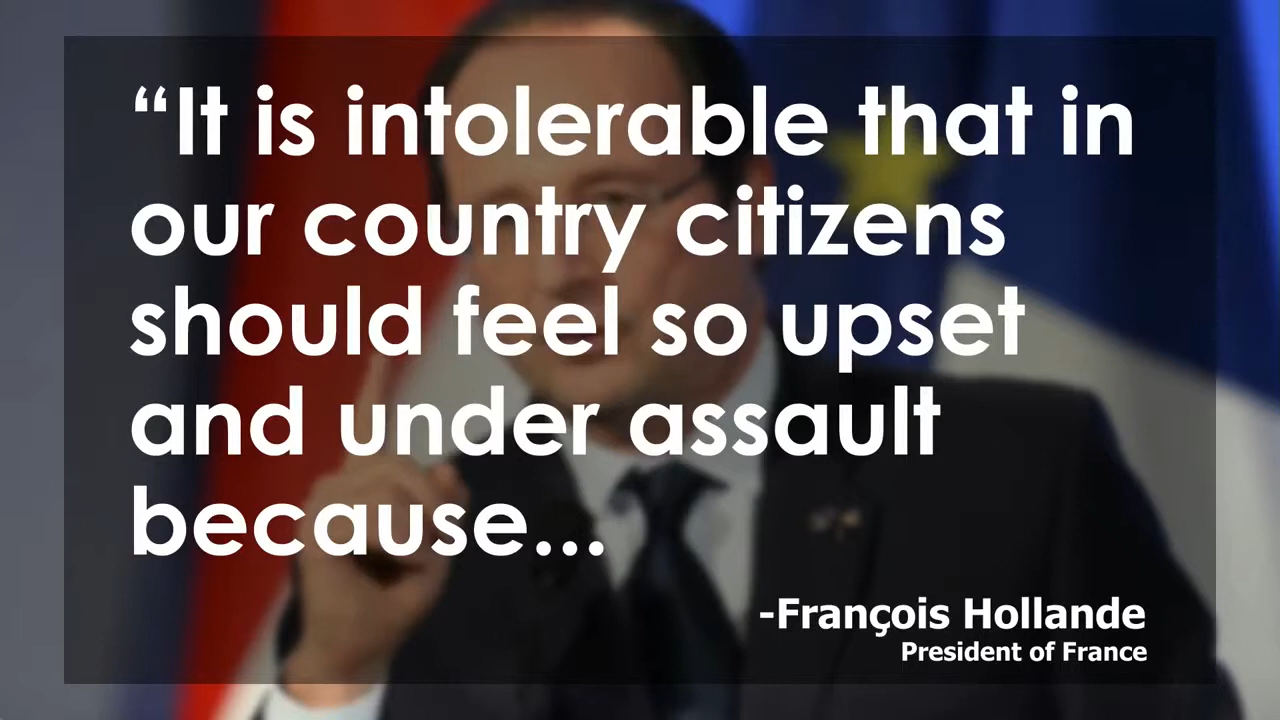 “It is intolerable that in
our country citizens
should feel so upset
and under assault
because...
-François Hollande
President of France